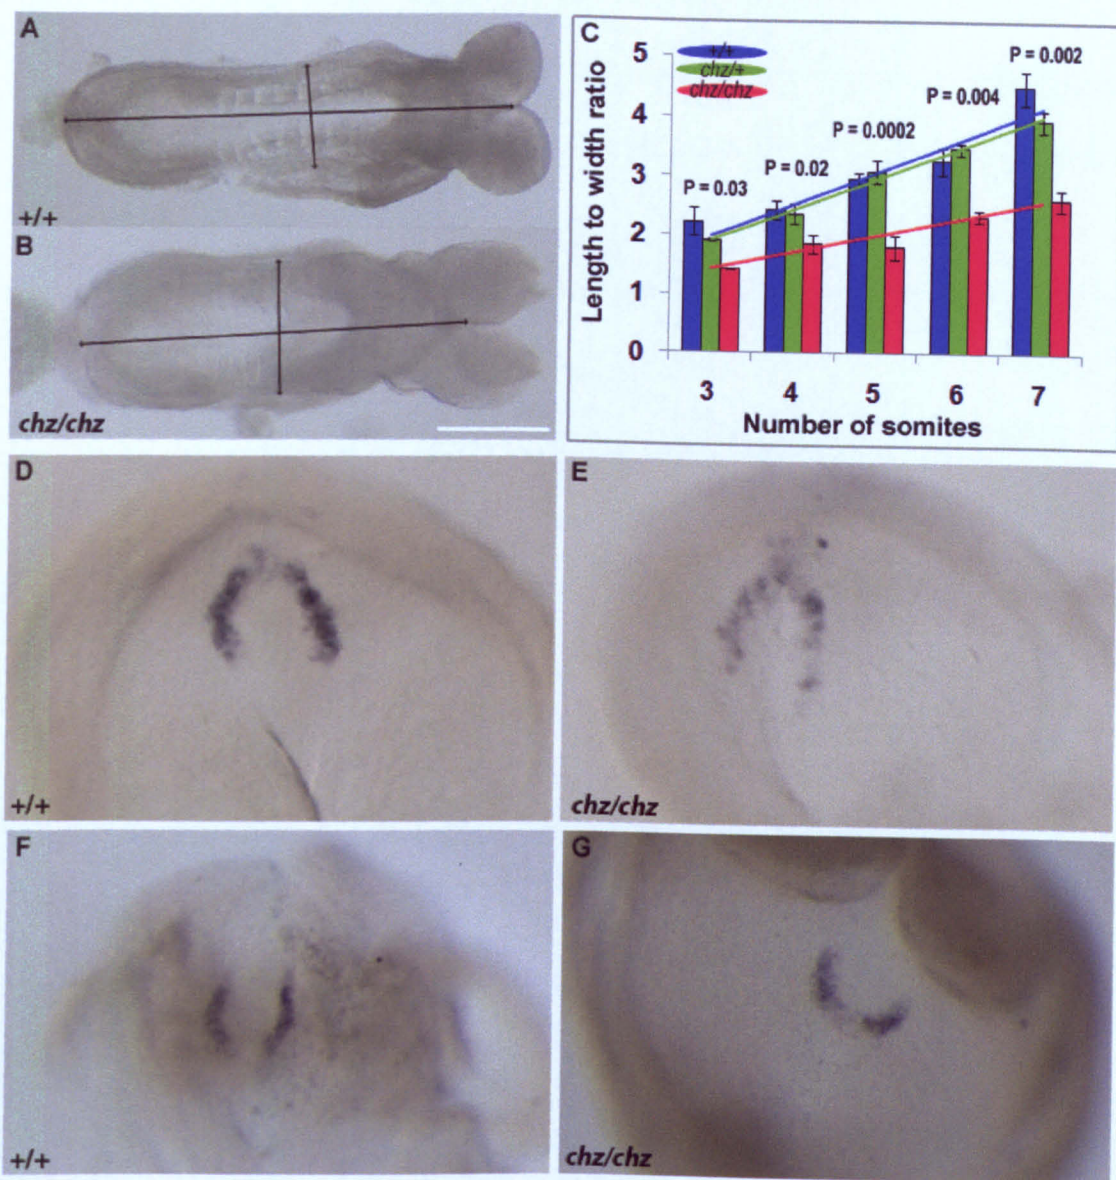 A
+/+
B
chz/chz
C
+/+
chz/+
chz/chz
Length to width ratio
5
4
3
2
1
0
P = 0.03
P = 0.02
P = 0.0002
P = 0.004
P = 0.002
3 4 5 6 7
Number of somites
D
+/+
E
chz/chz
F
+/+
G
chz/chz